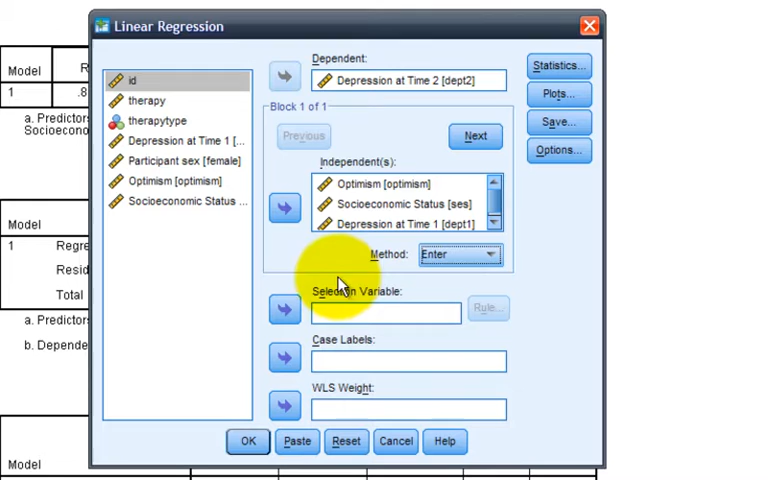 Linear Regression
Model
R
1
.8
a. Predictors
Socioecono
Model
1
Regre
Resid
Total
a. Predictors
b. Depende
Model
id
therapy
therapytype
Depression at Time 1 [...
Participant sex [female]
Optimism [optimism]
Socioeconomic Status ...
Dependent:
Depression at Time 2 [dept2]
Block 1 of 1
Previous
Next
Independent(s):
Optimism [optimism]
Socioeconomic Status [ses]
Depression at Time 1 [dept1]
Method:
Enter
Selection Variable:
Rule...
Case Labels:
WLS Weight:
Statistics...
Plots...
Save...
Options...
OK
Paste
Reset
Cancel
Help